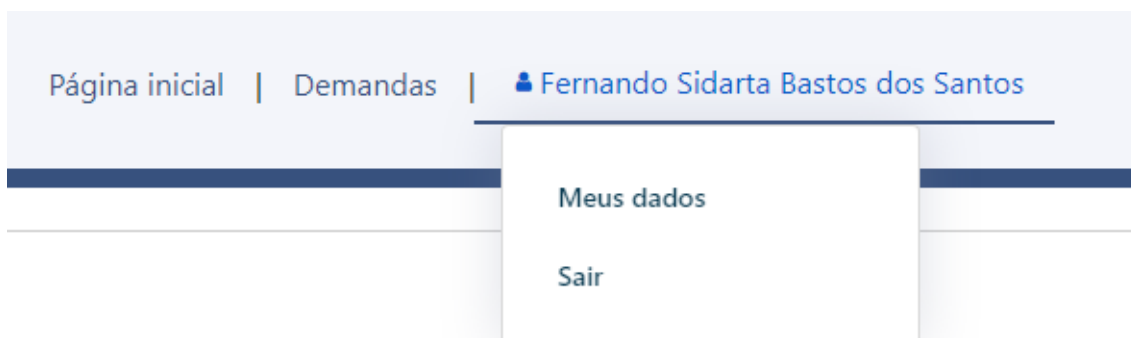 Página inicial | Demandas | Fernando Sidarta Bastos dos Santos
Meus dados
Sair